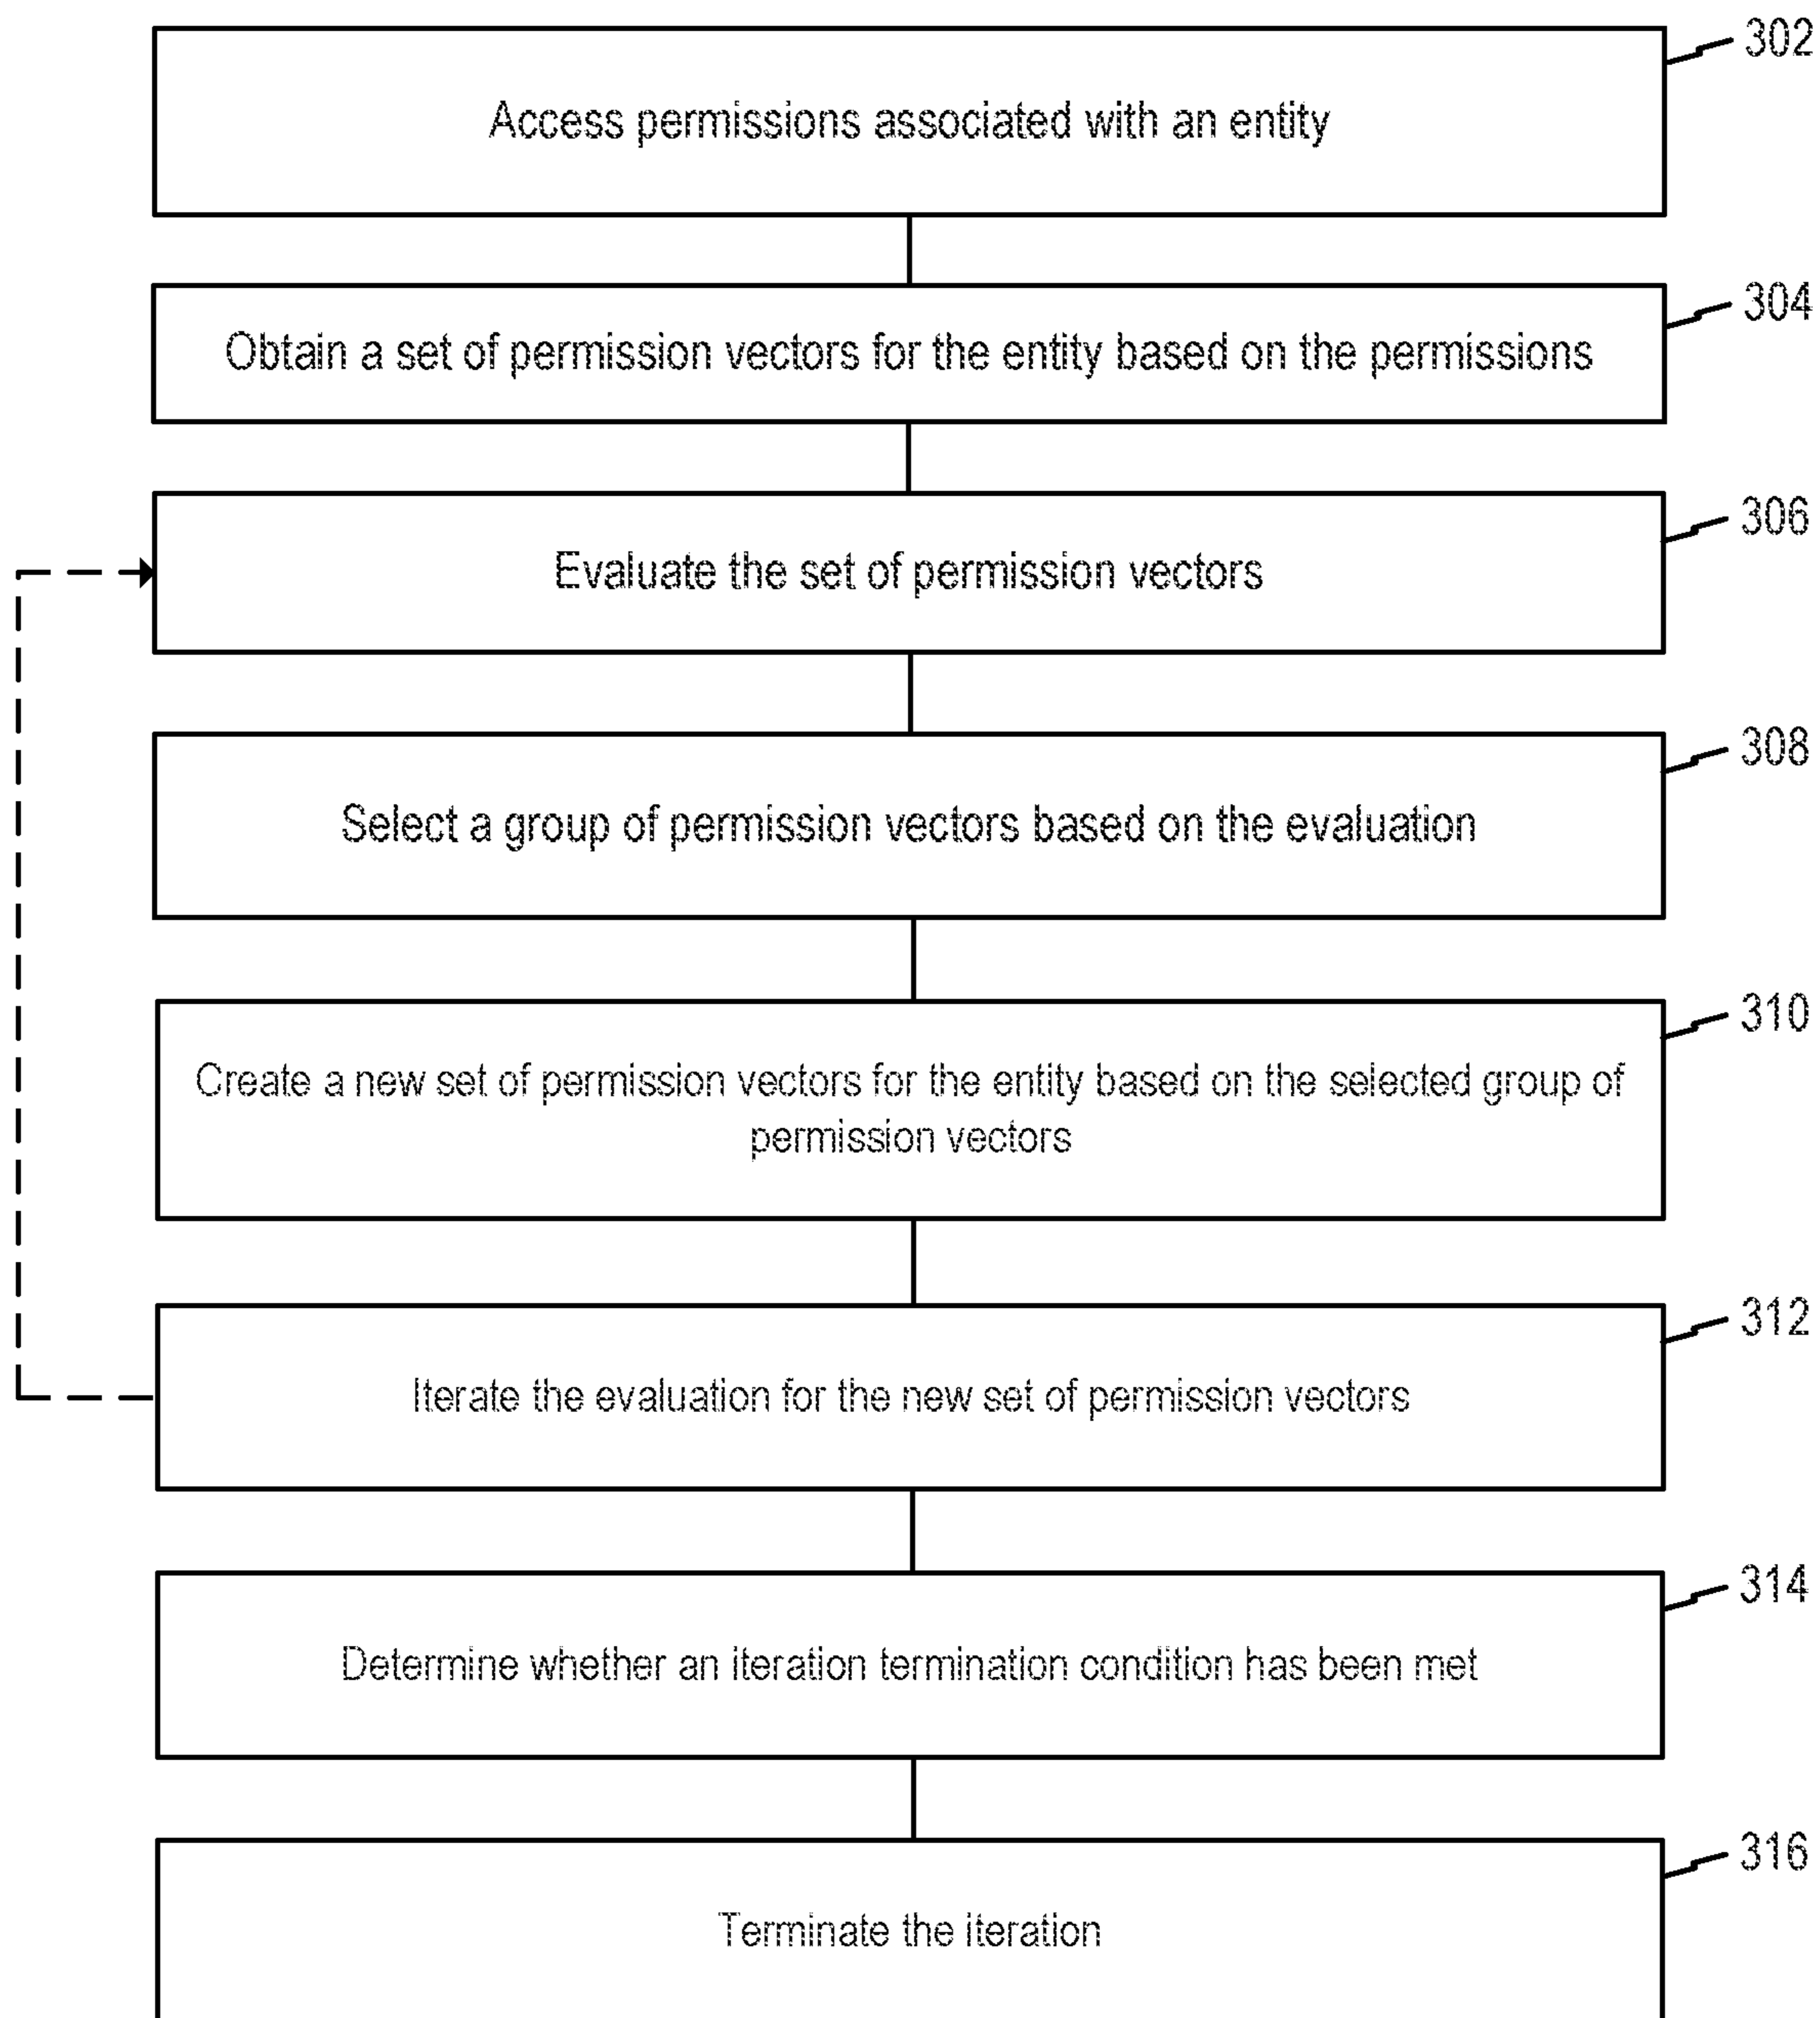 302
Access permissions associated with an entity
304
Obtain a set of permission vectors for the entity based on the permissions
306
Evaluate the set of permission vectors
308
Select a group of permission vectors based on the evaluation
310
Create a new set of permission vectors for the entity based on the selected group of
permission vectors
312
Iterate the evaluation for the new set of permission vectors
314
Determine whether an iteration termination condition has been met
316
Terminate the iteration